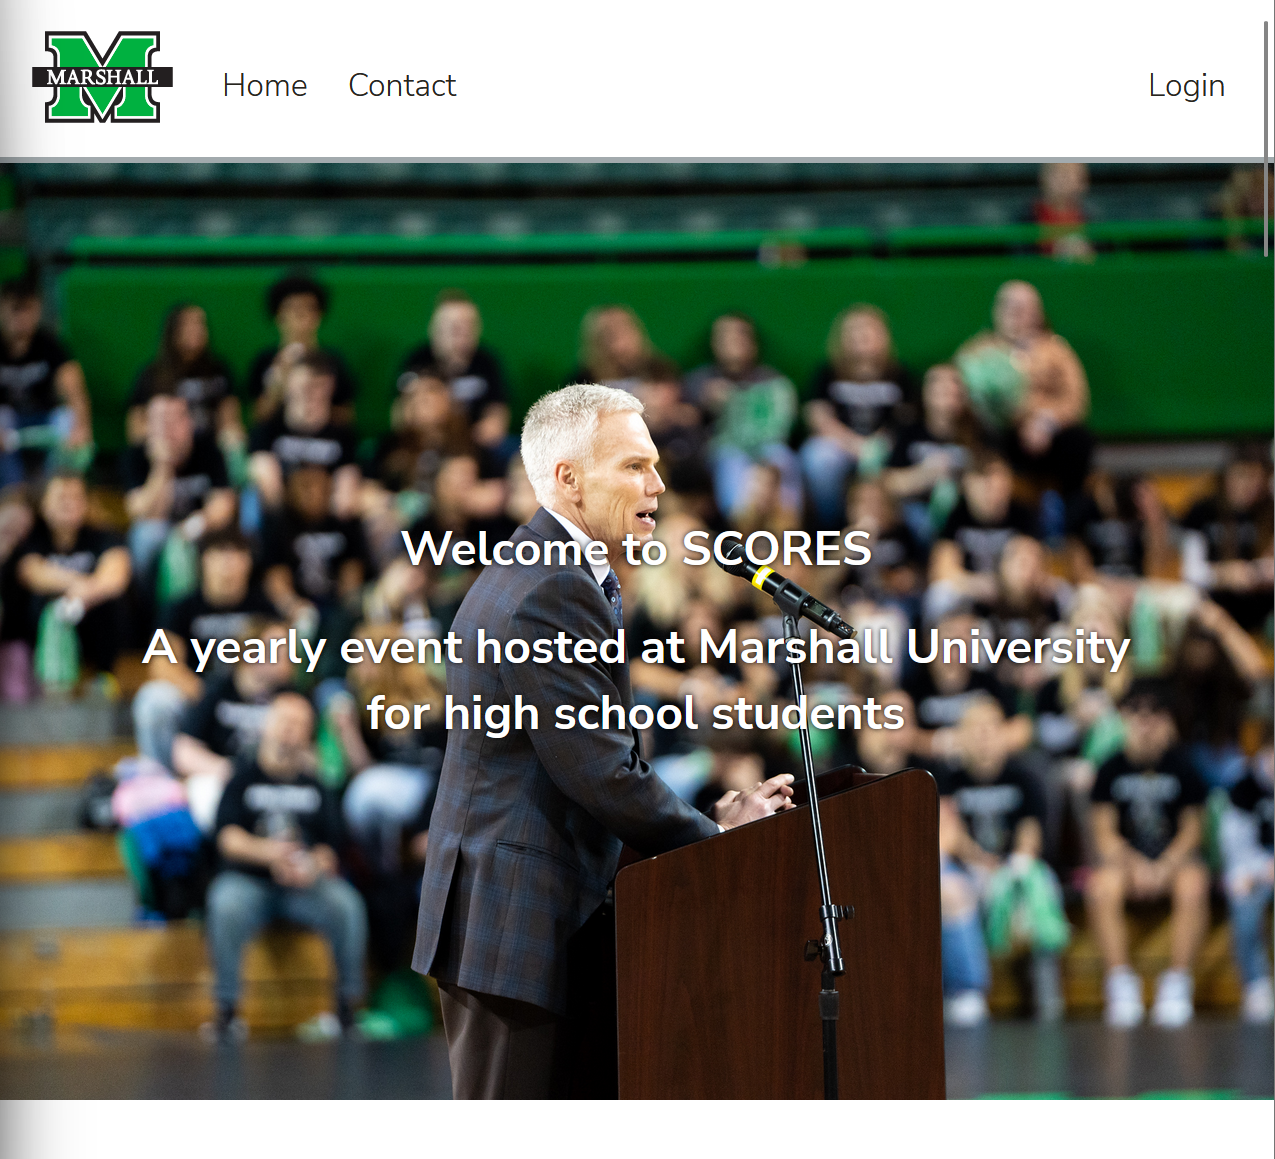 MARSHALL
Home
Contact
Login
Welcome to SCORES
A yearly event hosted at Marshall University
for high school students